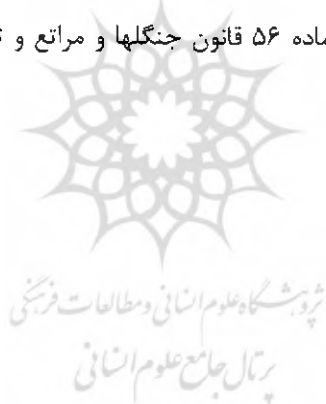 ماده ۵۶ قانون جنگلها و مراتع و
پژوهشگاه علوم انسانی و مطالعات فرهنگی
پرتال جامع علوم انسانی